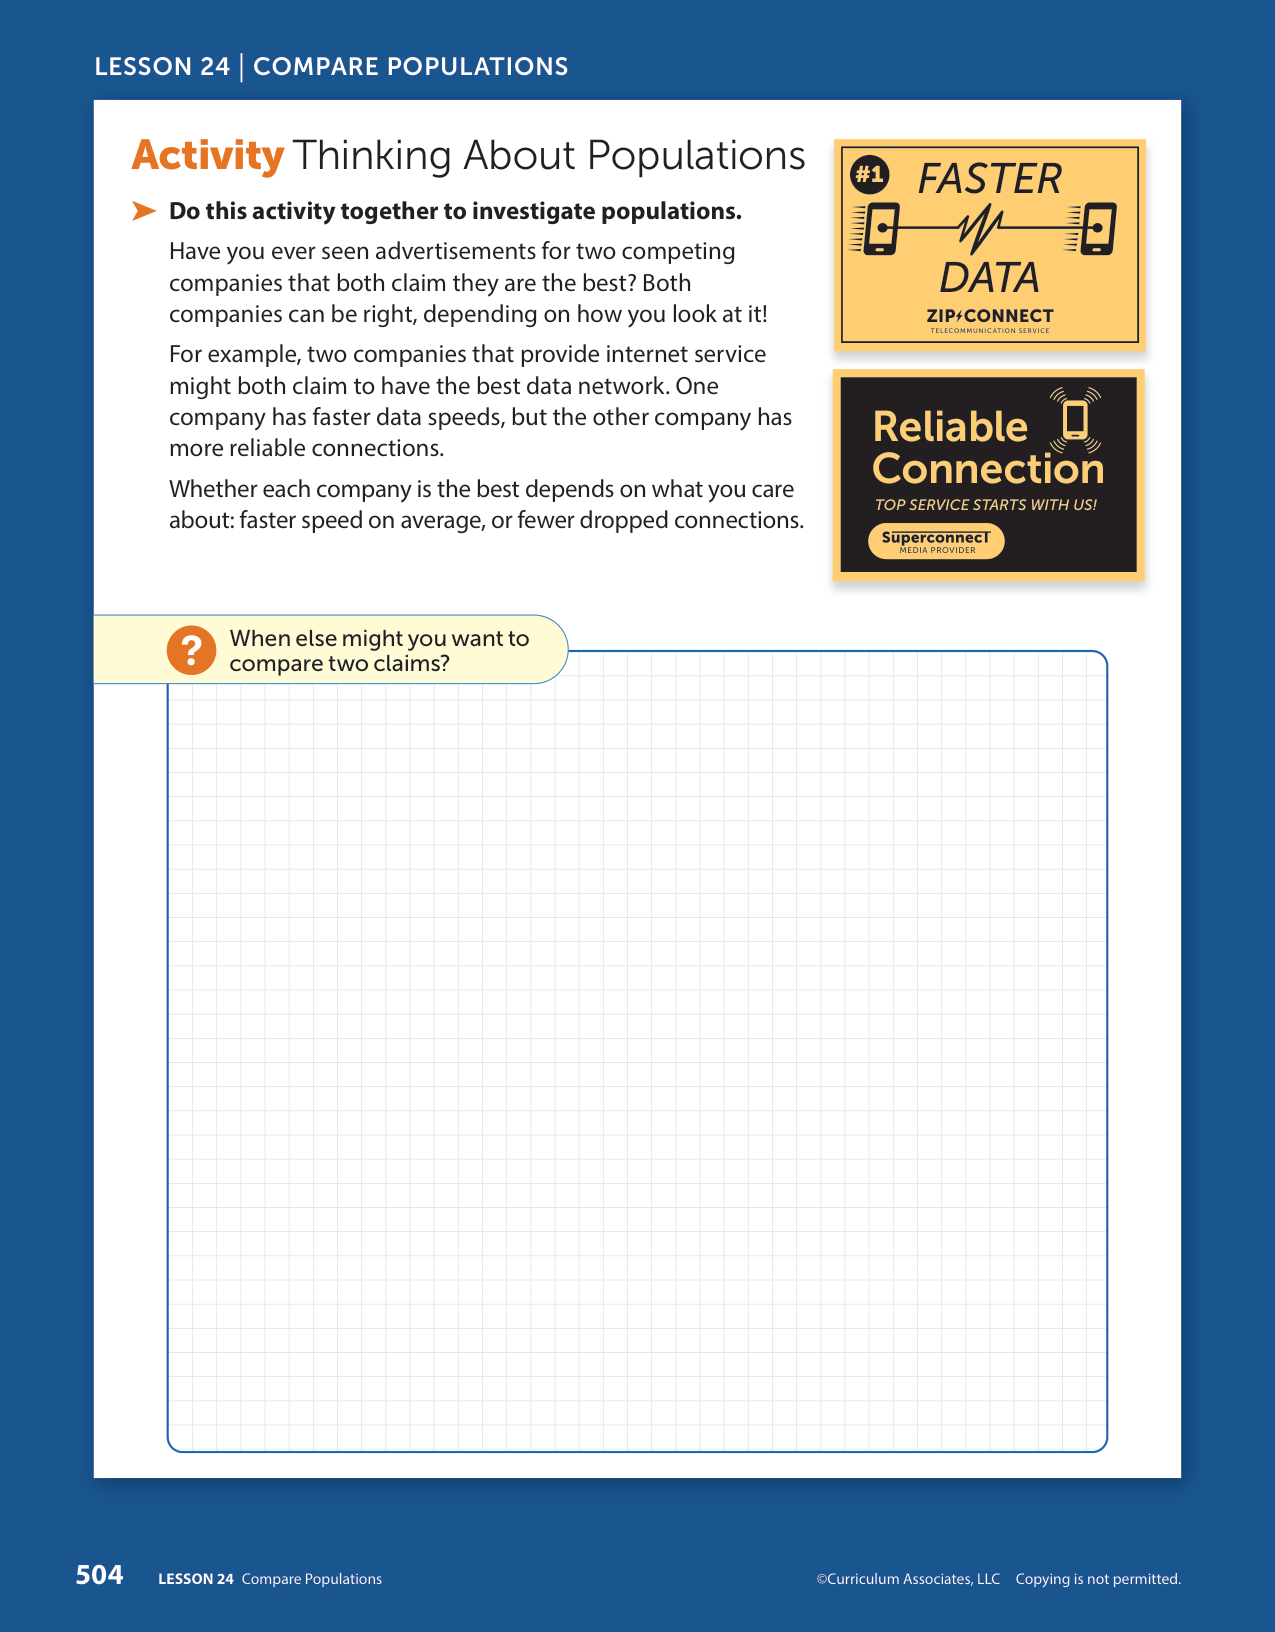 LESSON 24 | COMPARE POPULATIONS
Activity Thinking About Populations
Do this activity together to investigate populations.
Have you ever seen advertisements for two competing
companies that both claim they are the best? Both
companies can be right, depending on how you look at it!
For example, two companies that provide internet service
might both claim to have the best data network. One
company has faster data speeds, but the other company has
more reliable connections.
Whether each company is the best depends on what you care
about: faster speed on average, or fewer dropped connections.
#1
FASTER
DATA
ZIP CONNECT
TELECOMMUNICATION SERVICE
Reliable
Connection
TOP SERVICE STARTS WITH US!
SuperconnecT
MEDIA PROVIDER
?
When else might you want to
compare two claims?
504 LESSON 24 Compare Populations
©Curriculum Associates, LLC Copying is not permitted.